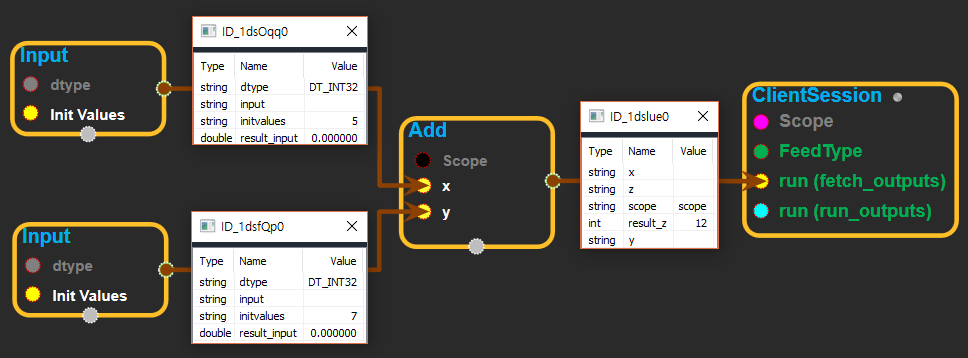 Input
dtype
Init Values
ID_1dsOqq0
Type Name Value
string dtype DT_INT32
string input
string initvalues 5
double result_input 0.000000
Input
dtype
Init Values
ID_1dsfQp0
Type Name Value
string dtype DT_INT32
string input
string initvalues 7
double result_input 0.000000
Add
Scope
x
y
ID_1dslue0
Type Name Value
string x
string z
string scope scope
int result_z 12
string y
ClientSession
Scope
FeedType
run (fetch_outputs)
run (run_outputs)